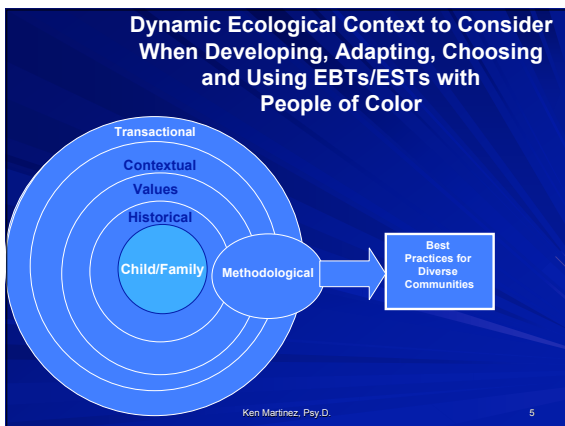 Dynamic Ecological Context to Consider
When Developing, Adapting, Choosing
and Using EBTs/ESTs with
People of Color
Transactional
Contextual
Values
Historical
Child/Family
Methodological
Best
Practices for
Diverse
Communities
Ken Martinez, Psy.D.
5